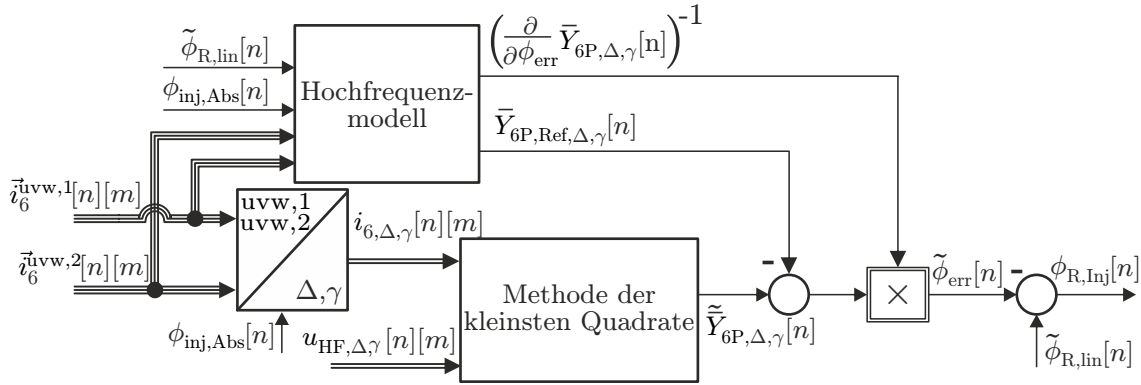 (∂/∂ϕ_err Ȳ_6P,Δ,γ[n])^-1
ϕ̃_R,lin[n]
ϕ_inj,Abs[n]
Hochfrequenz-
modell
Ȳ_6P,Ref,Δ,γ[n]
i⃗_6^uvw,1[n][m]
uvw,1
uvw,2
Δ,γ
i_6,Δ,γ[n][m]
i⃗_6^uvw,2[n][m]
ϕ_inj,Abs[n]
u_HF,Δ,γ[n][m]
Methode der
kleinsten Quadrate
Ȳ̃_6P,Δ,γ[n]
-
×
ϕ̃_err[n]
-
ϕ_R,Inj[n]
ϕ̃_R,lin[n]